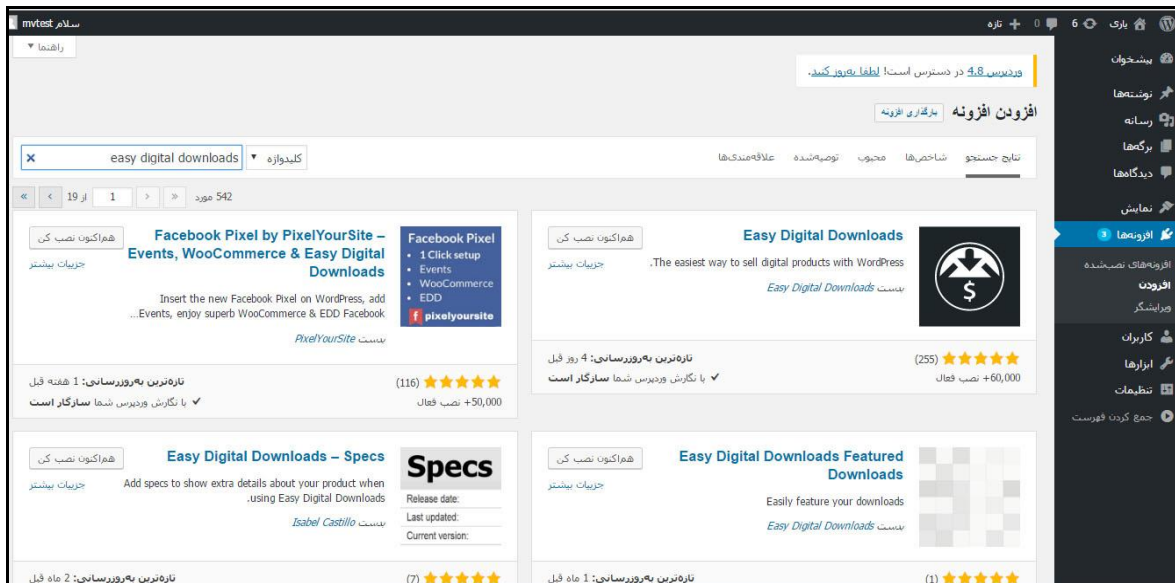 یاری 6 0 تازه
سلام mvtest
پیشخوان
نوشته‌ها
رسانه
برگه‌ها
دیدگاه‌ها
نمایش
افزونه‌ها 3
افزونه‌های نصب‌شده
افزودن
ویرایشگر
کاربران
ابزارها
تنظیمات
جمع کردن فهرست
راهنما
وردپرس 4.8 در دسترس است! لطفا به‌روز کنید.
افزودن افزونه بارگذاری افزونه
نتایج جستجو شاخص‌ها محبوب توصیه‌شده علاقه‌مندی‌ها
کلیدواژه easy digital downloads
542 مورد « ‹ 1 از 19 › »
Easy Digital Downloads
هم‌اکنون نصب کن
جزییات بیشتر
The easiest way to sell digital products with WordPress.
بدست Easy Digital Downloads
(255)
60,000+ نصب فعال
تازه‌ترین به‌روزرسانی: 4 روز قبل
با نگارش وردپرس شما سازگار است
Facebook Pixel
1 Click setup
Events
WooCommerce
EDD
pixelyoursite
Facebook Pixel by PixelYourSite –
Events, WooCommerce & Easy Digital
Downloads
هم‌اکنون نصب کن
جزییات بیشتر
Insert the new Facebook Pixel on WordPress, add
Events, enjoy superb WooCommerce & EDD Facebook...
بدست PixelYourSite
(116)
50,000+ نصب فعال
تازه‌ترین به‌روزرسانی: 1 هفته قبل
با نگارش وردپرس شما سازگار است
Easy Digital Downloads Featured
Downloads
هم‌اکنون نصب کن
جزییات بیشتر
Easily feature your downloads
بدست Easy Digital Downloads
(1)
تازه‌ترین به‌روزرسانی: 1 ماه قبل
Specs
Release date:
Last updated:
Current version:
Easy Digital Downloads – Specs
هم‌اکنون نصب کن
جزییات بیشتر
Add specs to show extra details about your product when
using Easy Digital Downloads.
بدست Isabel Castillo
(7)
تازه‌ترین به‌روزرسانی: 2 ماه قبل